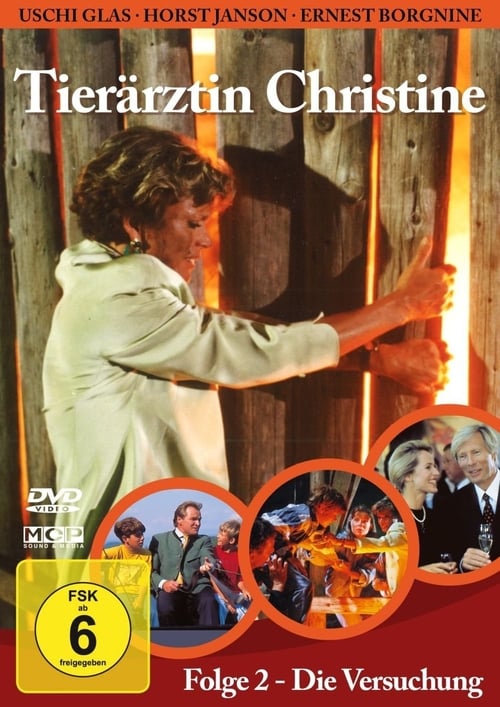 USCHI GLAS · HORST JANSON · ERNEST BORGNINE
Tierärztin Christine
DVD
VIDEO
MCP
SOUND & MEDIA
FSK
ab
6
freigegeben
Folge 2 - Die Versuchung